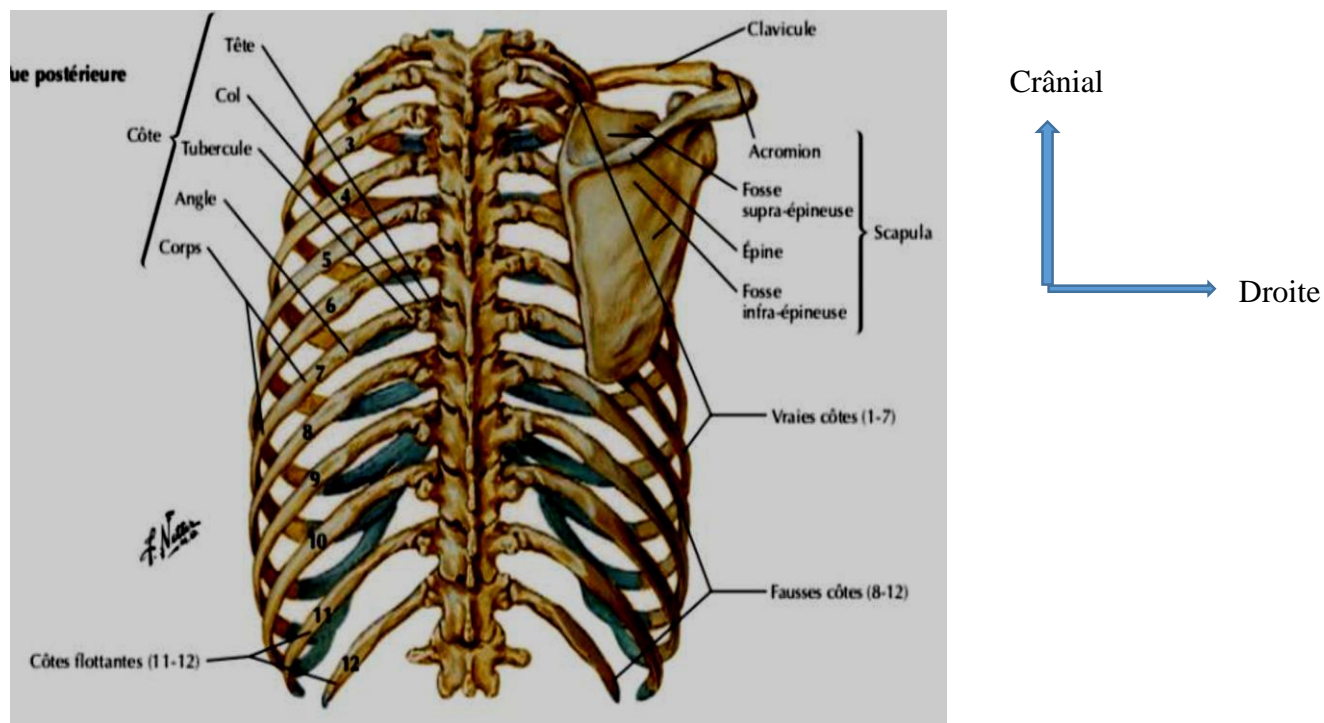 ue postérieure
Côte
Tête
Col
Tubercule
Angle
Corps
2
3
4
5
6
7
8
9
10
11
12
Côtes flottantes (11-12)
Clavicule
Acromion
Fosse
supra-épineuse
Épine
Fosse
infra-épineuse
Scapula
Vraies côtes (1-7)
Fausses côtes (8-12)
Crânial
Droite